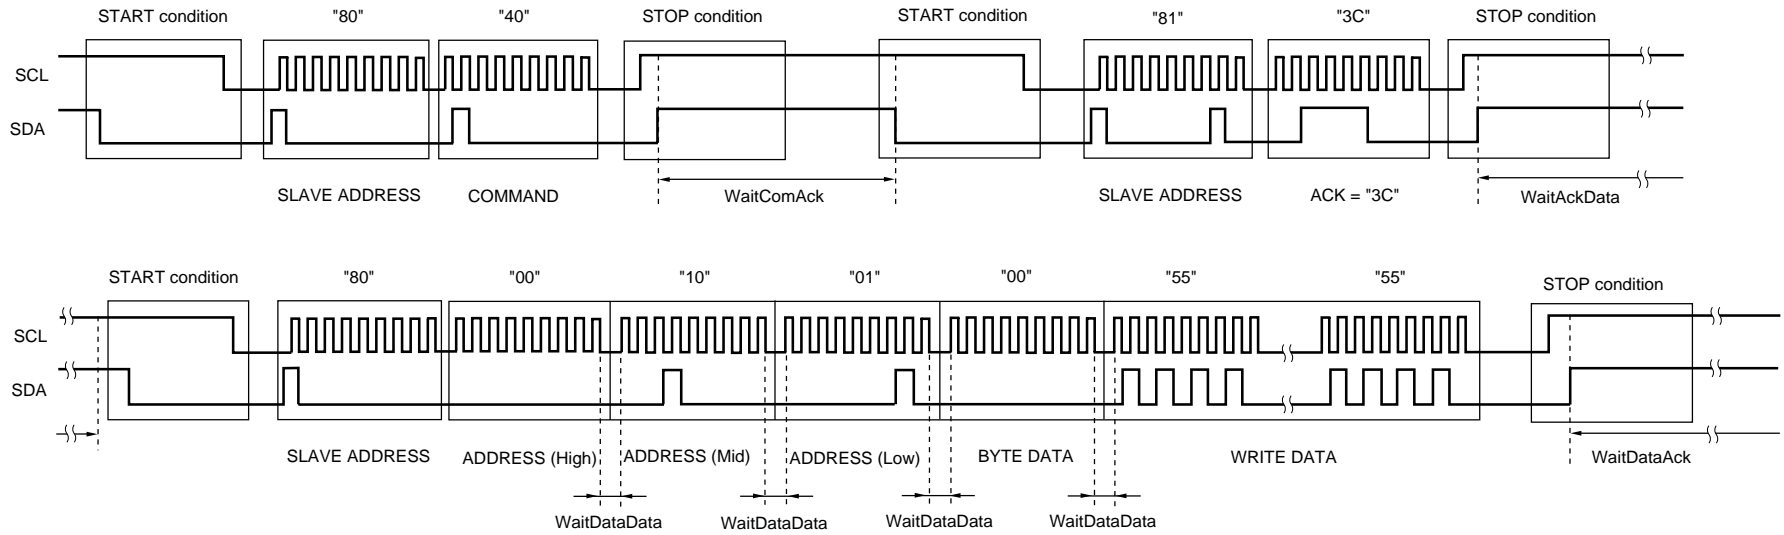 START condition "80" "40" STOP condition START condition "81" "3C" STOP condition
SCL
SDA
SLAVE ADDRESS COMMAND WaitComAck SLAVE ADDRESS ACK = "3C" WaitAckData
START condition "80" "00" "10" "01" "00" "55" "55" STOP condition
SCL
SDA
SLAVE ADDRESS ADDRESS (High) ADDRESS (Mid) ADDRESS (Low) BYTE DATA WRITE DATA WaitDataAck
WaitDataData WaitDataData WaitDataData WaitDataData